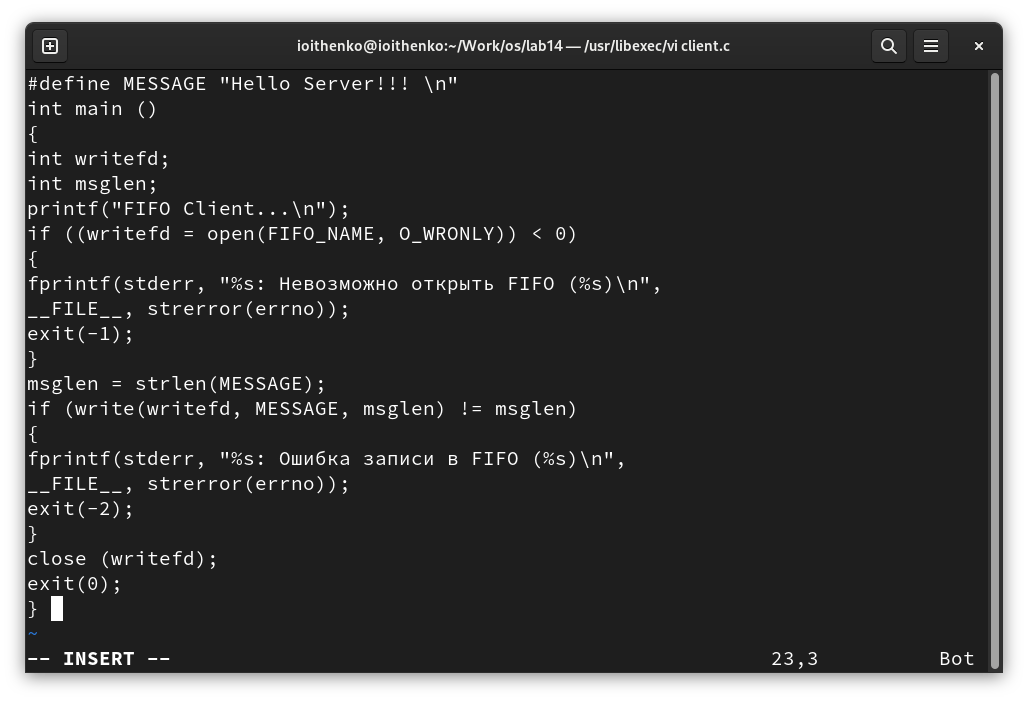 ioithenko@ioithenko:~/Work/os/lab14 — /usr/libexec/vi client.c
#define MESSAGE "Hello Server!!! \n"
int main ()
{
int writefd;
int msglen;
printf("FIFO Client...\n");
if ((writefd = open(FIFO_NAME, O_WRONLY)) < 0)
{
fprintf(stderr, "%s: Невозможно открыть FIFO (%s)\n",
__FILE__, strerror(errno));
exit(-1);
}
msglen = strlen(MESSAGE);
if (write(writefd, MESSAGE, msglen) != msglen)
{
fprintf(stderr, "%s: Ошибка записи в FIFO (%s)\n",
__FILE__, strerror(errno));
exit(-2);
}
close (writefd);
exit(0);
}
~
-- INSERT -- 23,3 Bot